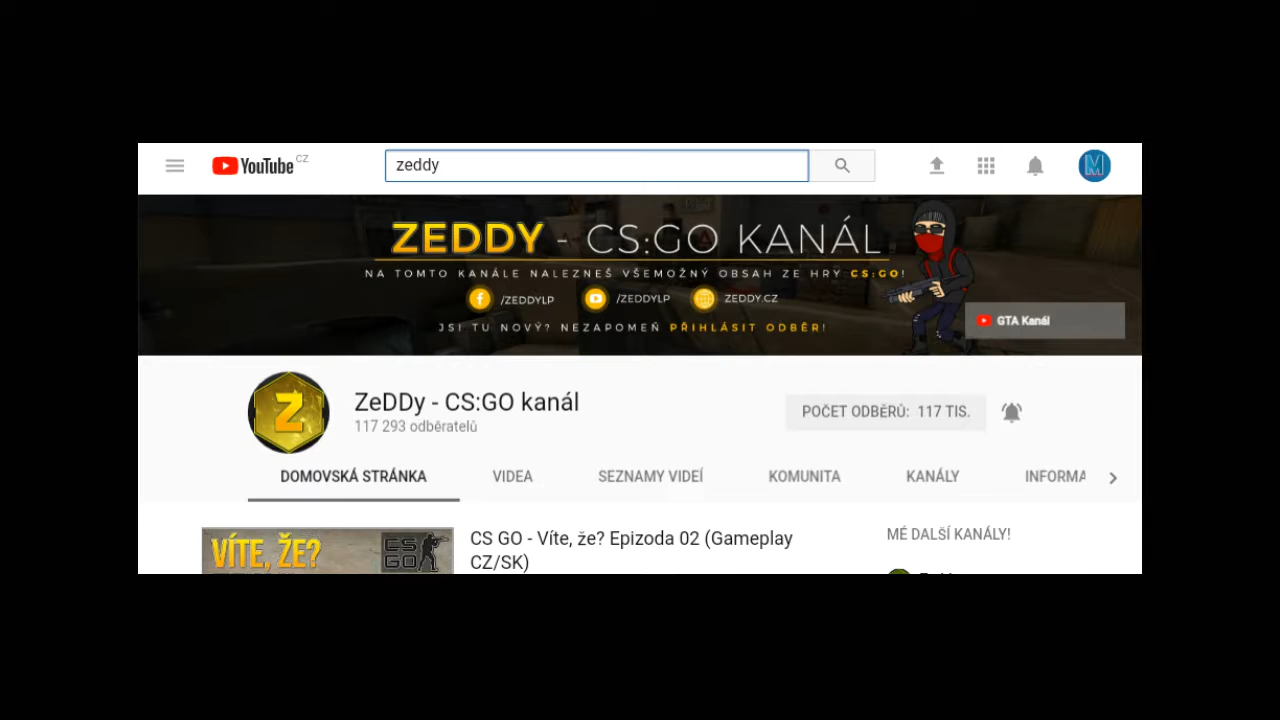 YouTube CZ
zeddy
ZEDDY - CS:GO KANÁL
NA TOMTO KANÁLE NALEZNEŠ VŠEMOŽNÝ OBSAH ZE HRY CS:GO!
/ZEDDYLP /ZEDDYLP ZEDDY.CZ
JSI TU NOVÝ? NEZAPOMEŇ PŘIHLÁSIT ODBĚR!
GTA Kanál
Z
ZeDDy - CS:GO kanál
117 293 odběratelů
POČET ODBĚRŮ: 117 TIS.
DOMOVSKÁ STRÁNKA VIDEA SEZNAMY VIDEÍ KOMUNITA KANÁLY INFORMA
VÍTE, ŽE?
CS
GO
CS GO - Víte, že? Epizoda 02 (Gameplay
CZ/SK)
MÉ DALŠÍ KANÁLY!